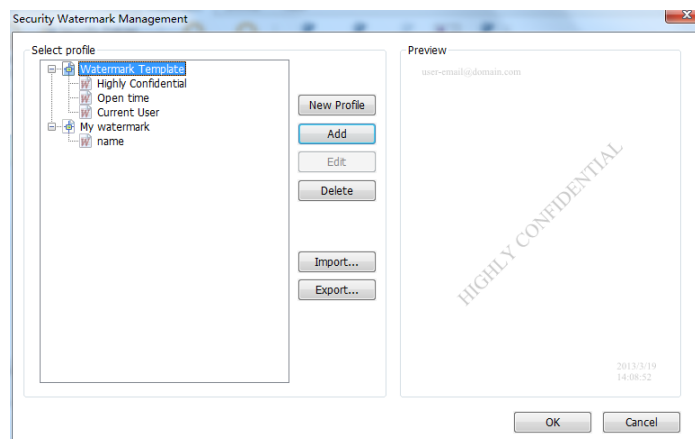 Security Watermark Management
Select profile
Watermark Template
Highly Confidential
Open time
Current User
My watermark
name
New Profile
Add
Edit
Delete
Import...
Export...
Preview
user-email@domain.com
HIGHLY CONFIDENTIAL
2013/3/19
14:08:52
OK
Cancel